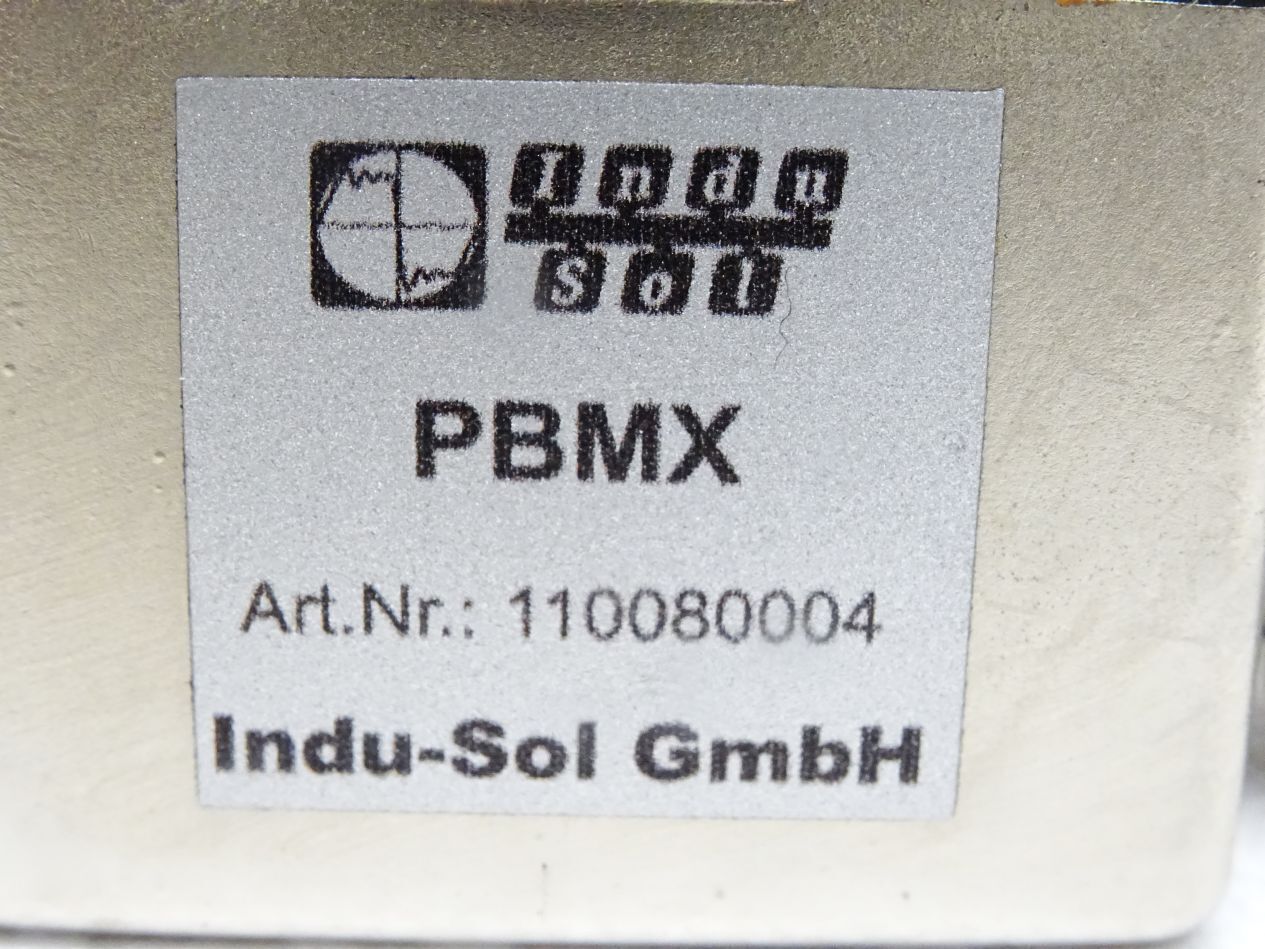 Indu
Sol
PBMX
Art.Nr.: 110080004
Indu-Sol GmbH